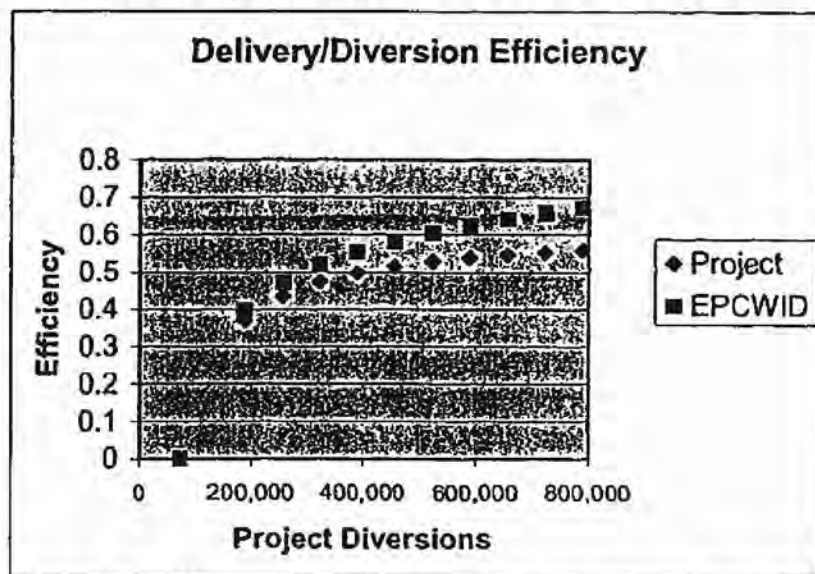 Delivery/Diversion Efficiency
0.8
0.7
0.6
0.5
0.4
0.3
0.2
0.1
0
Efficiency
0 200,000 400,000 600,000 800,000
Project Diversions
Project
EPCWID